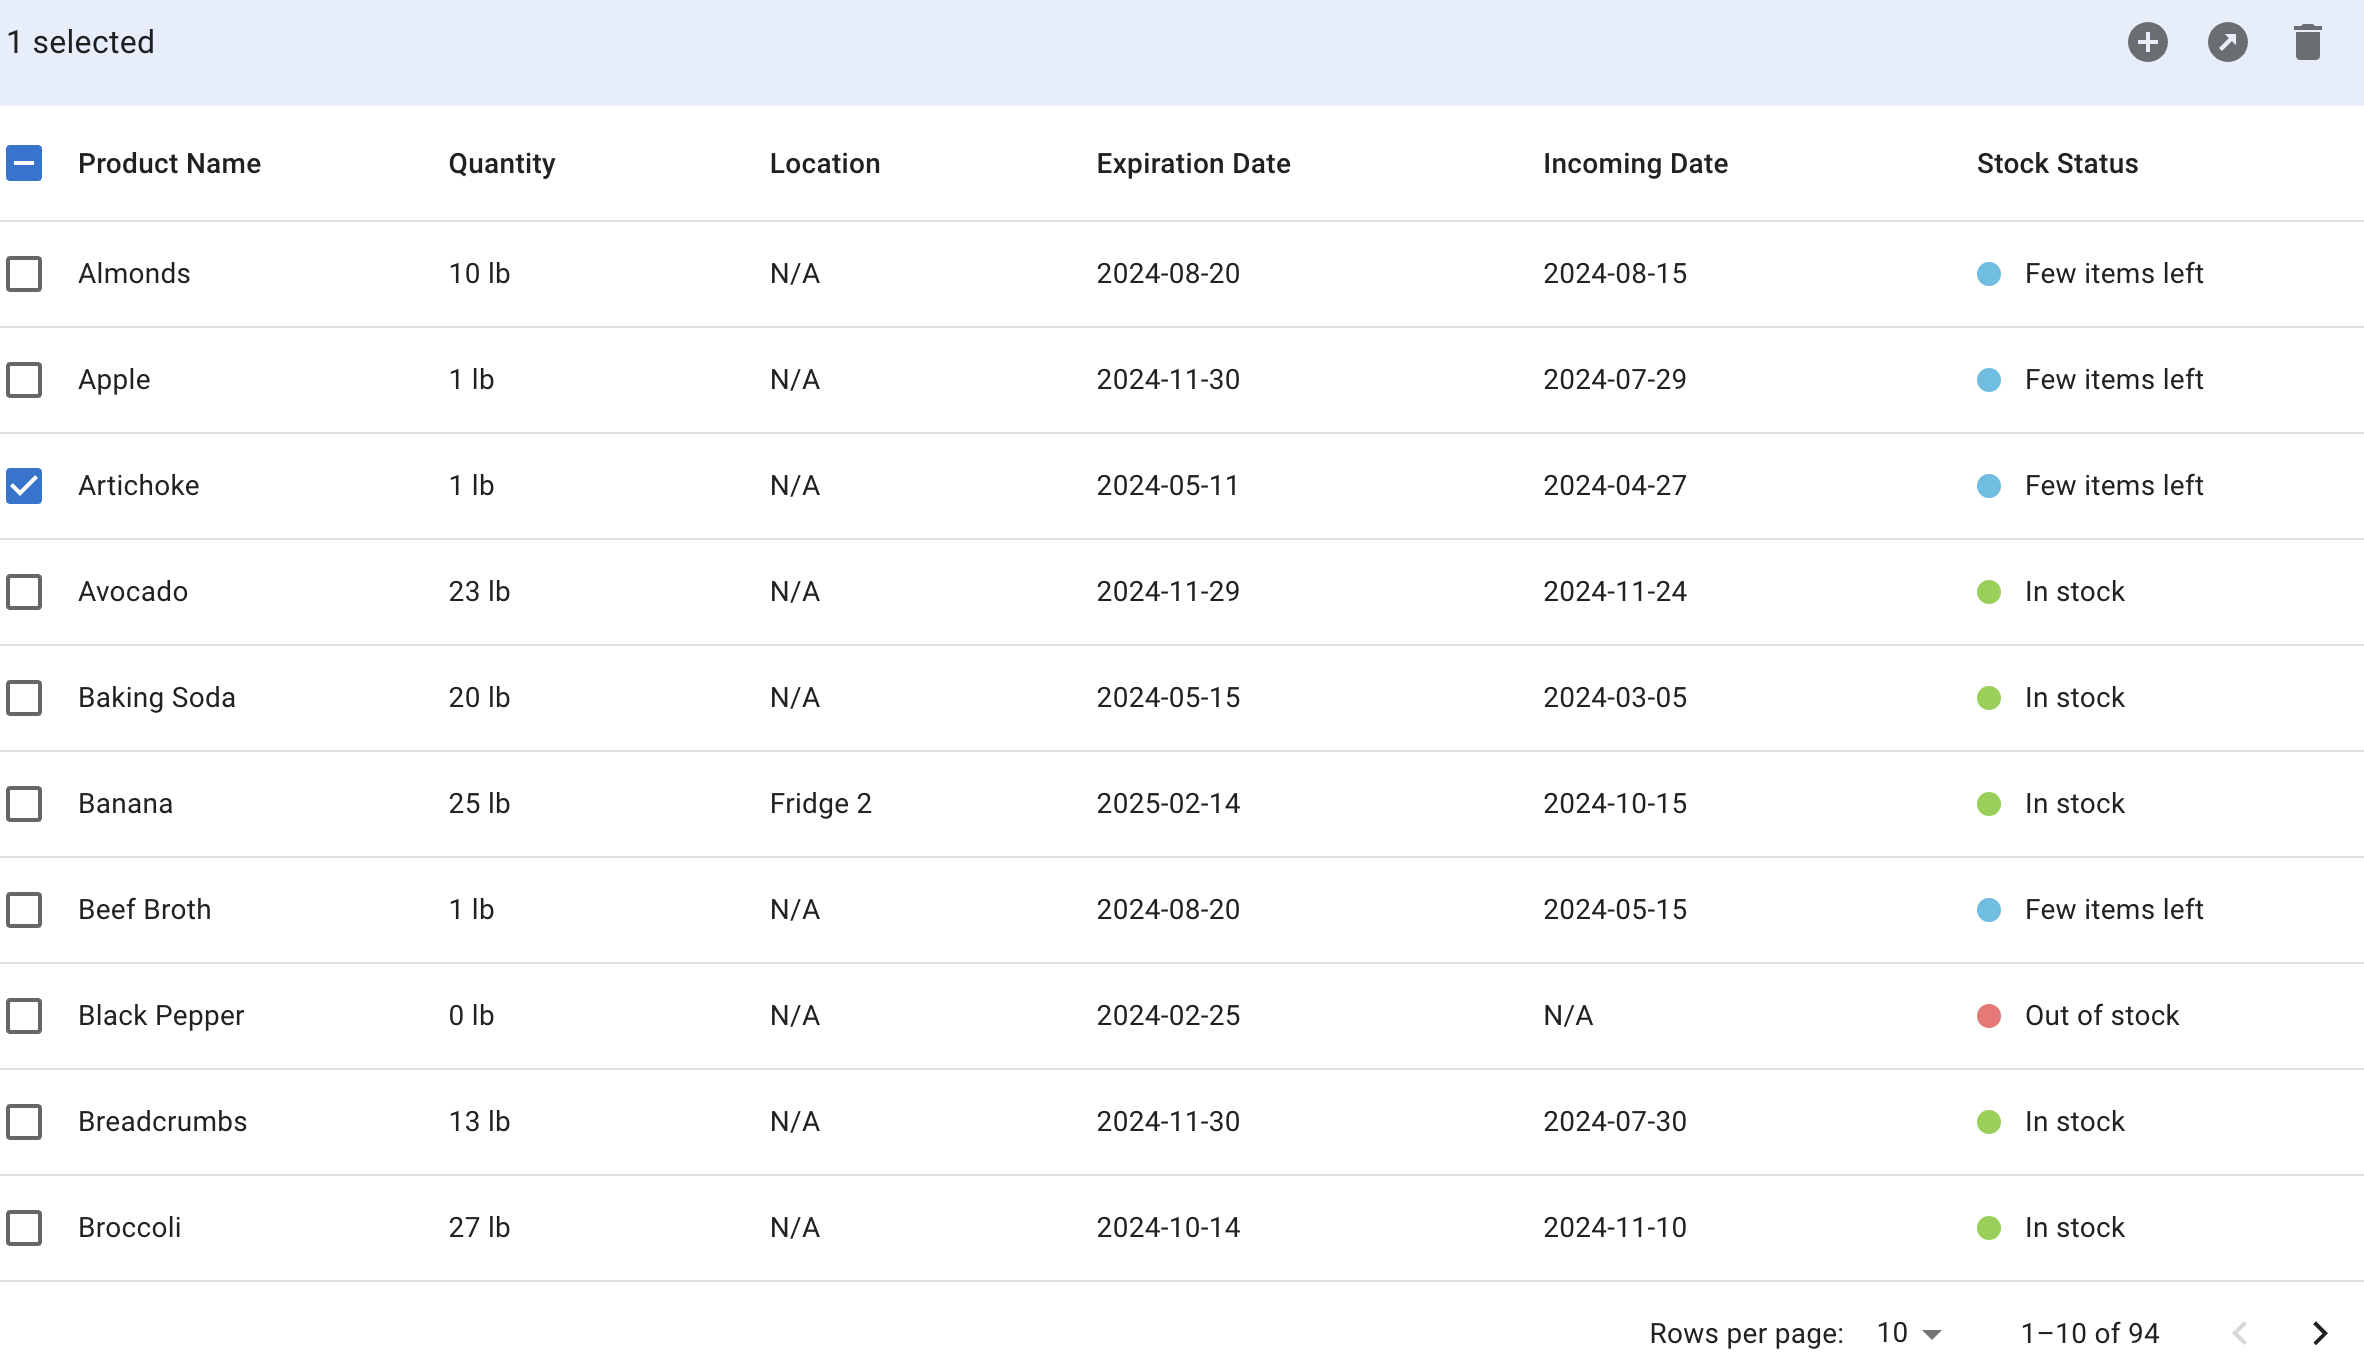 1 selected
Product Name Quantity Location Expiration Date Incoming Date Stock Status
Almonds 10 lb N/A 2024-08-20 2024-08-15 Few items left
Apple 1 lb N/A 2024-11-30 2024-07-29 Few items left
Artichoke 1 lb N/A 2024-05-11 2024-04-27 Few items left
Avocado 23 lb N/A 2024-11-29 2024-11-24 In stock
Baking Soda 20 lb N/A 2024-05-15 2024-03-05 In stock
Banana 25 lb Fridge 2 2025-02-14 2024-10-15 In stock
Beef Broth 1 lb N/A 2024-08-20 2024-05-15 Few items left
Black Pepper 0 lb N/A 2024-02-25 N/A Out of stock
Breadcrumbs 13 lb N/A 2024-11-30 2024-07-30 In stock
Broccoli 27 lb N/A 2024-10-14 2024-11-10 In stock
Rows per page: 10 1–10 of 94